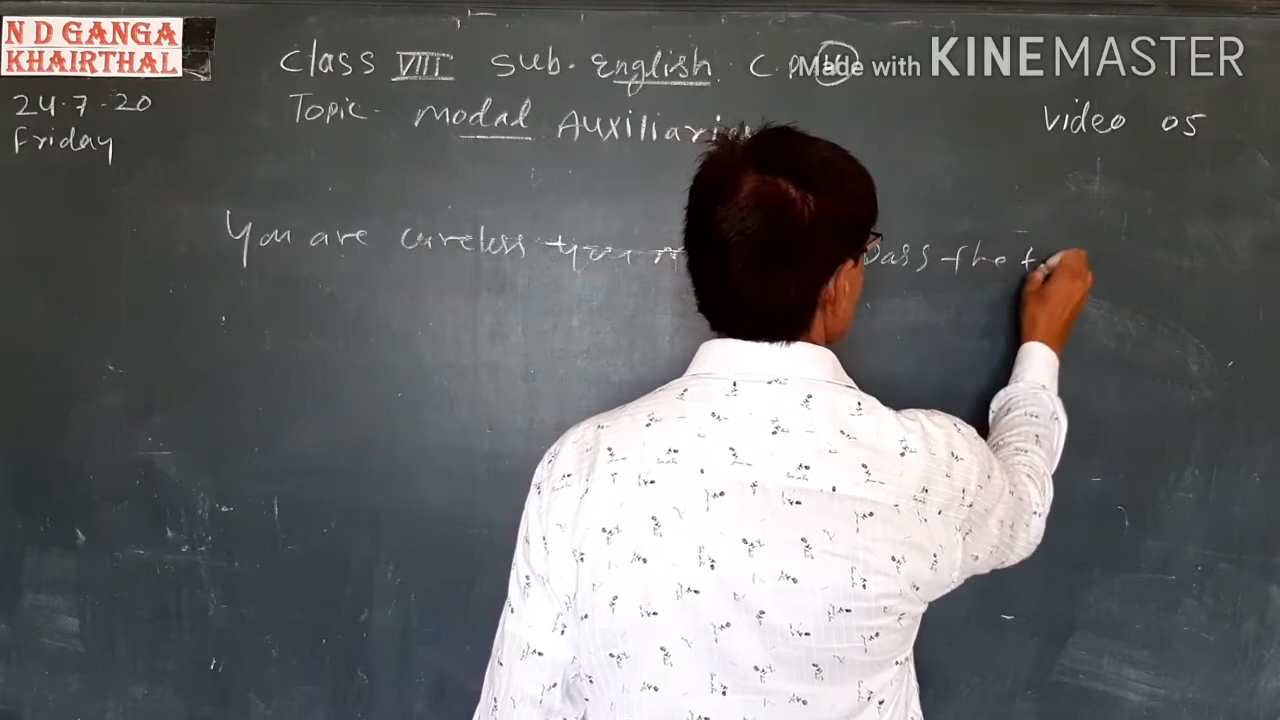 N D GANGA
KHAIRTHAL
Class VIII Sub. English C.P.
Made with KINEMASTER
24.7.20
Friday
Topic - Modal Auxiliaries
Video 05
You are careless pass the